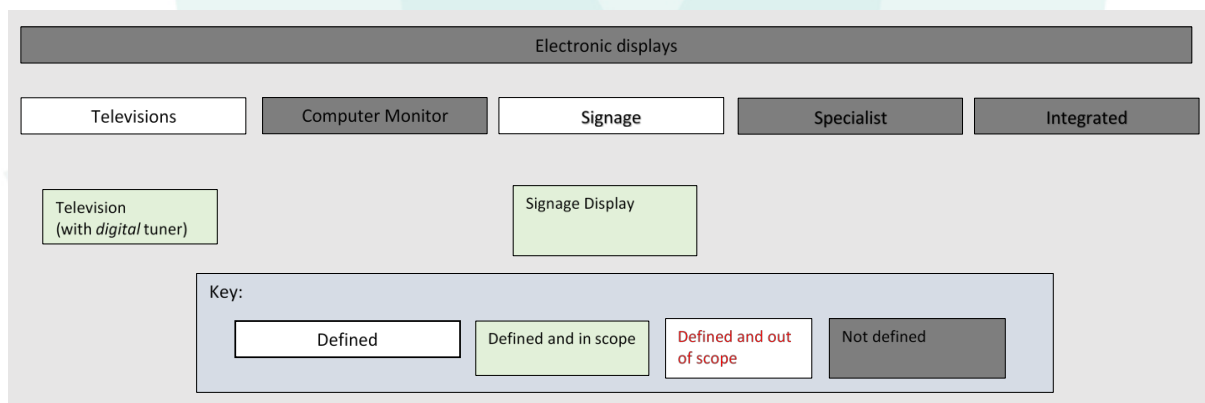 Electronic displays
Televisions
Computer Monitor
Signage
Specialist
Integrated
Television
(with digital tuner)
Signage Display
Key:
Defined
Defined and in scope
Defined and out
of scope
Not defined